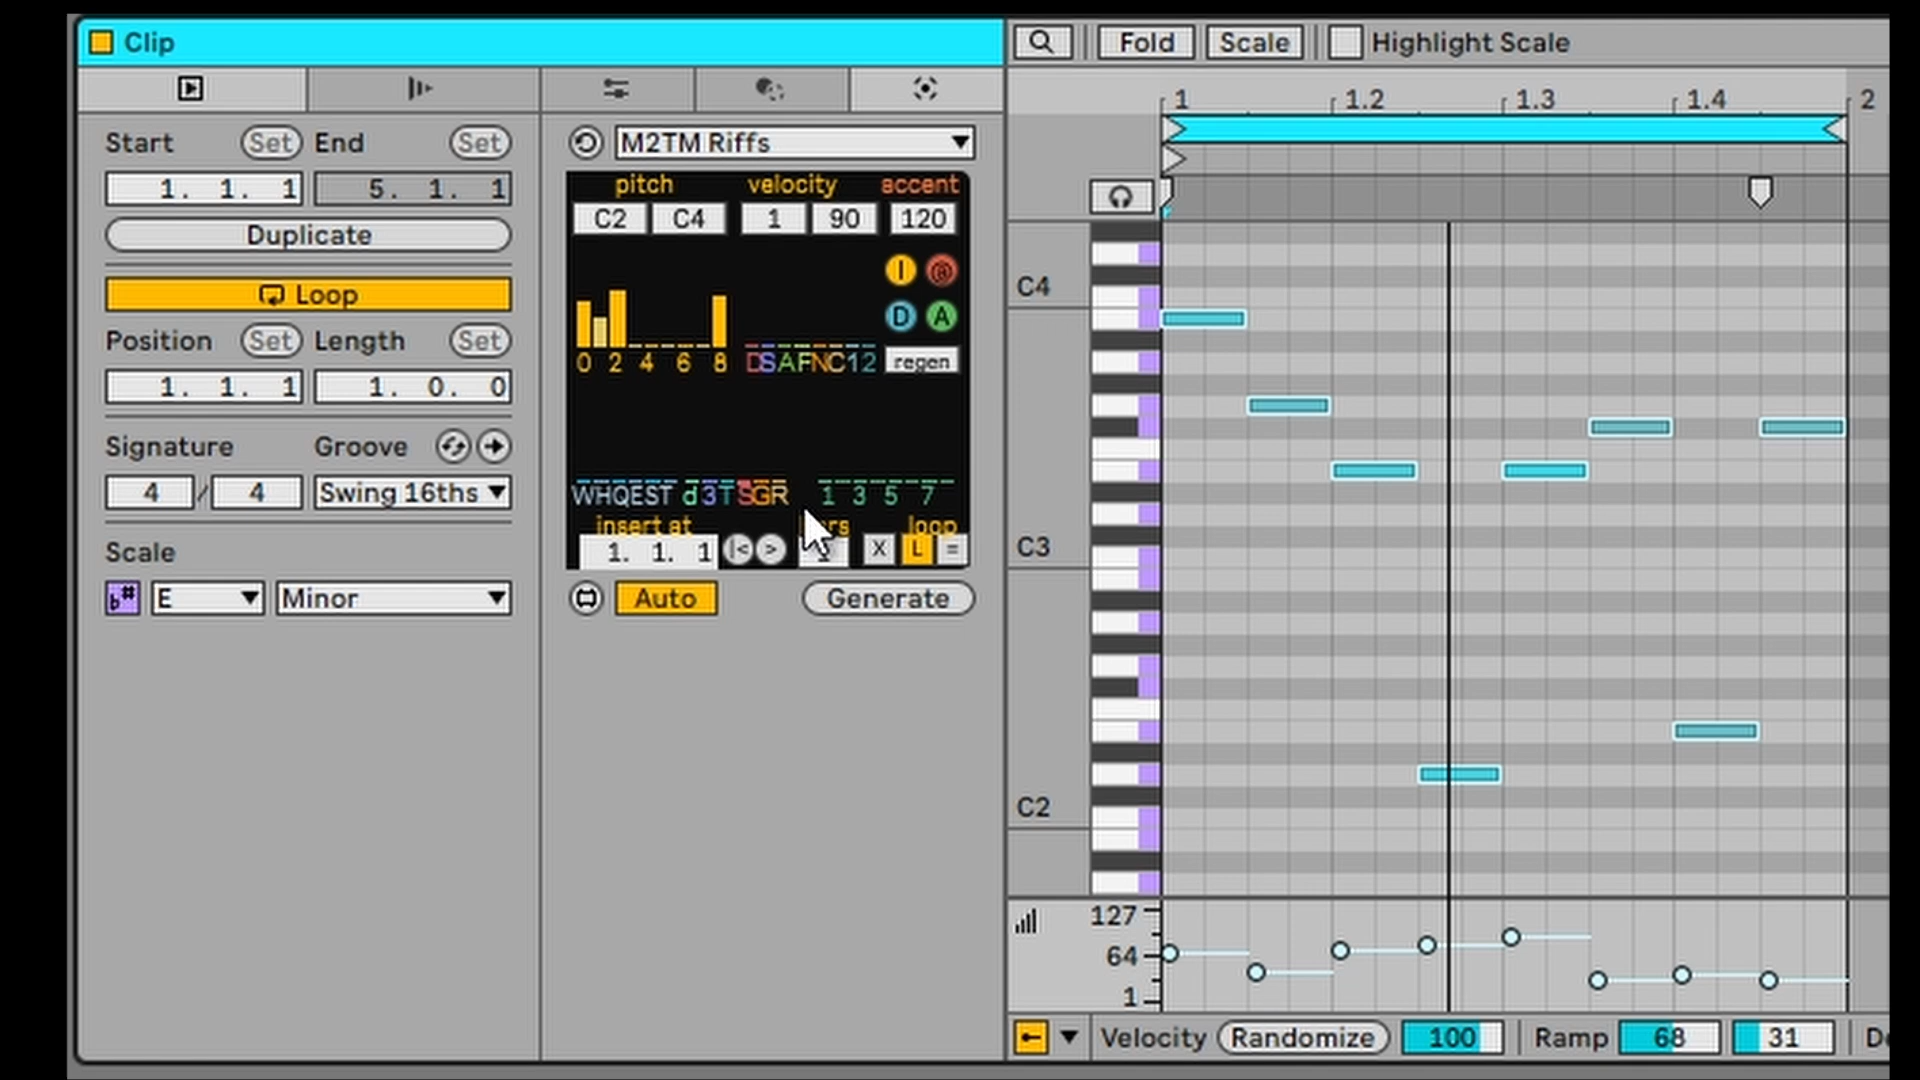 Clip
Fold Scale Highlight Scale
1 1.2 1.3 1.4 2
Start Set End Set
1. 1. 1 5. 1. 1
Duplicate
Loop
Position Set Length Set
1. 1. 1 1. 0. 0
Signature Groove
4 / 4 Swing 16ths
Scale
b# E Minor
M2TM Riffs
pitch velocity accent
C2 C4 1 90 120
I @
D A
0 2 4 6 8 DSAFNC12 regen
WHQEST d3TSGR 1 3 5 7
insert at loop
1. 1. 1 |< > X L =
Auto Generate
C4
C3
C2
127
64
1
Velocity Randomize 100 Ramp 68 31